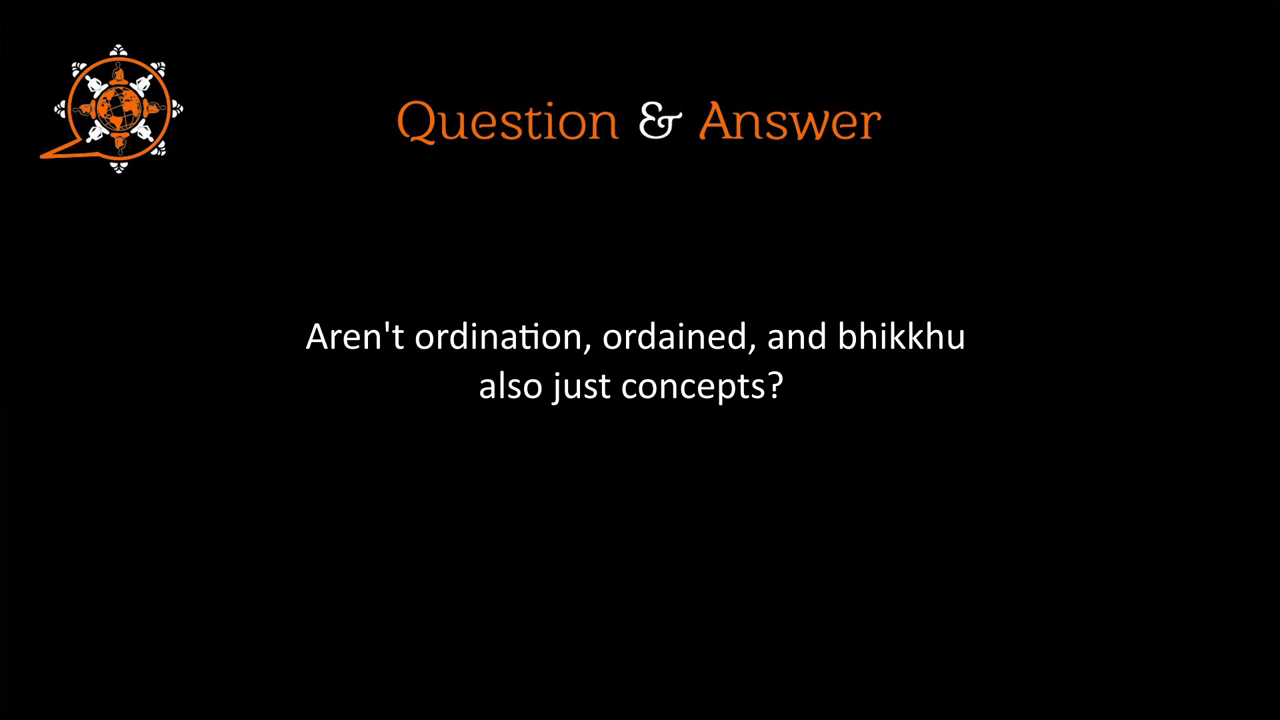 Question & Answer
Aren't ordination, ordained, and bhikkhu
also just concepts?